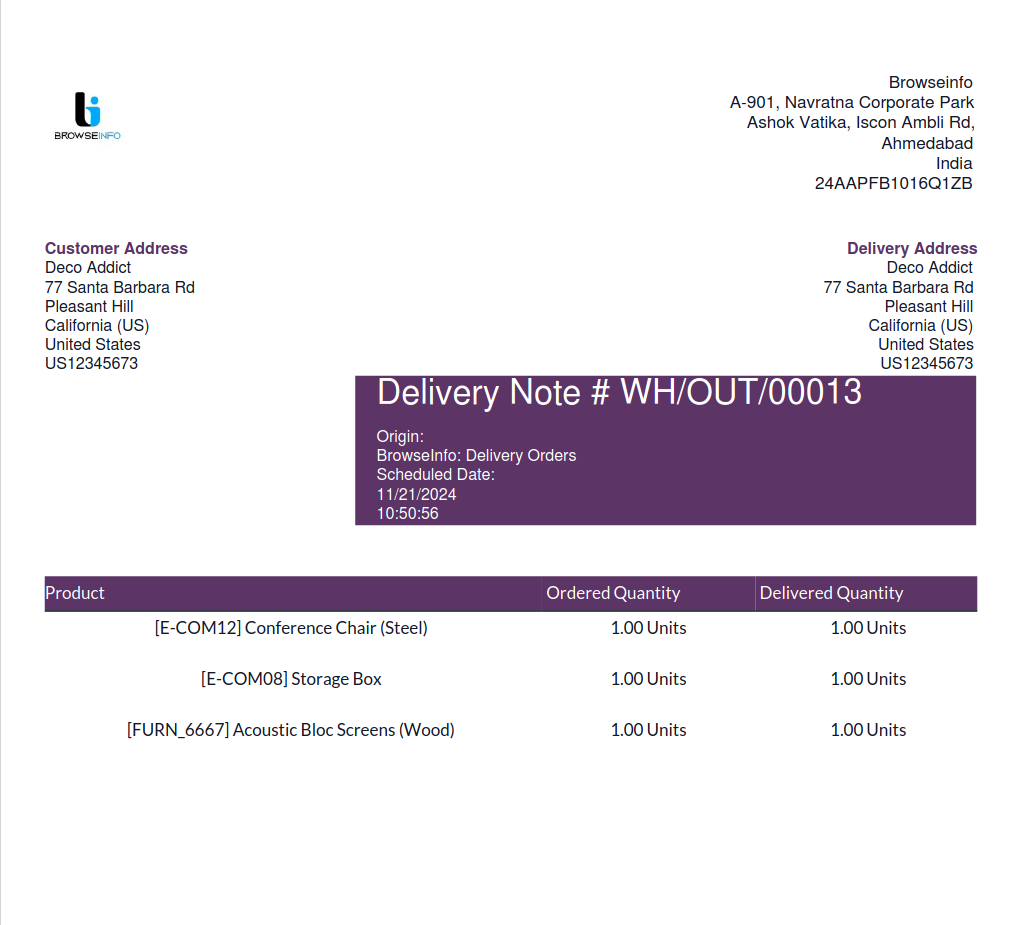 BROWSEINFO
Browseinfo
A-901, Navratna Corporate Park
Ashok Vatika, Iscon Ambli Rd,
Ahmedabad
India
24AAPFB1016Q1ZB
Customer Address
Deco Addict
77 Santa Barbara Rd
Pleasant Hill
California (US)
United States
US12345673
Delivery Address
Deco Addict
77 Santa Barbara Rd
Pleasant Hill
California (US)
United States
US12345673
Delivery Note # WH/OUT/00013
Origin:
BrowseInfo: Delivery Orders
Scheduled Date:
11/21/2024
10:50:56
Product Ordered Quantity Delivered Quantity
[E-COM12] Conference Chair (Steel) 1.00 Units 1.00 Units
[E-COM08] Storage Box 1.00 Units 1.00 Units
[FURN_6667] Acoustic Bloc Screens (Wood) 1.00 Units 1.00 Units